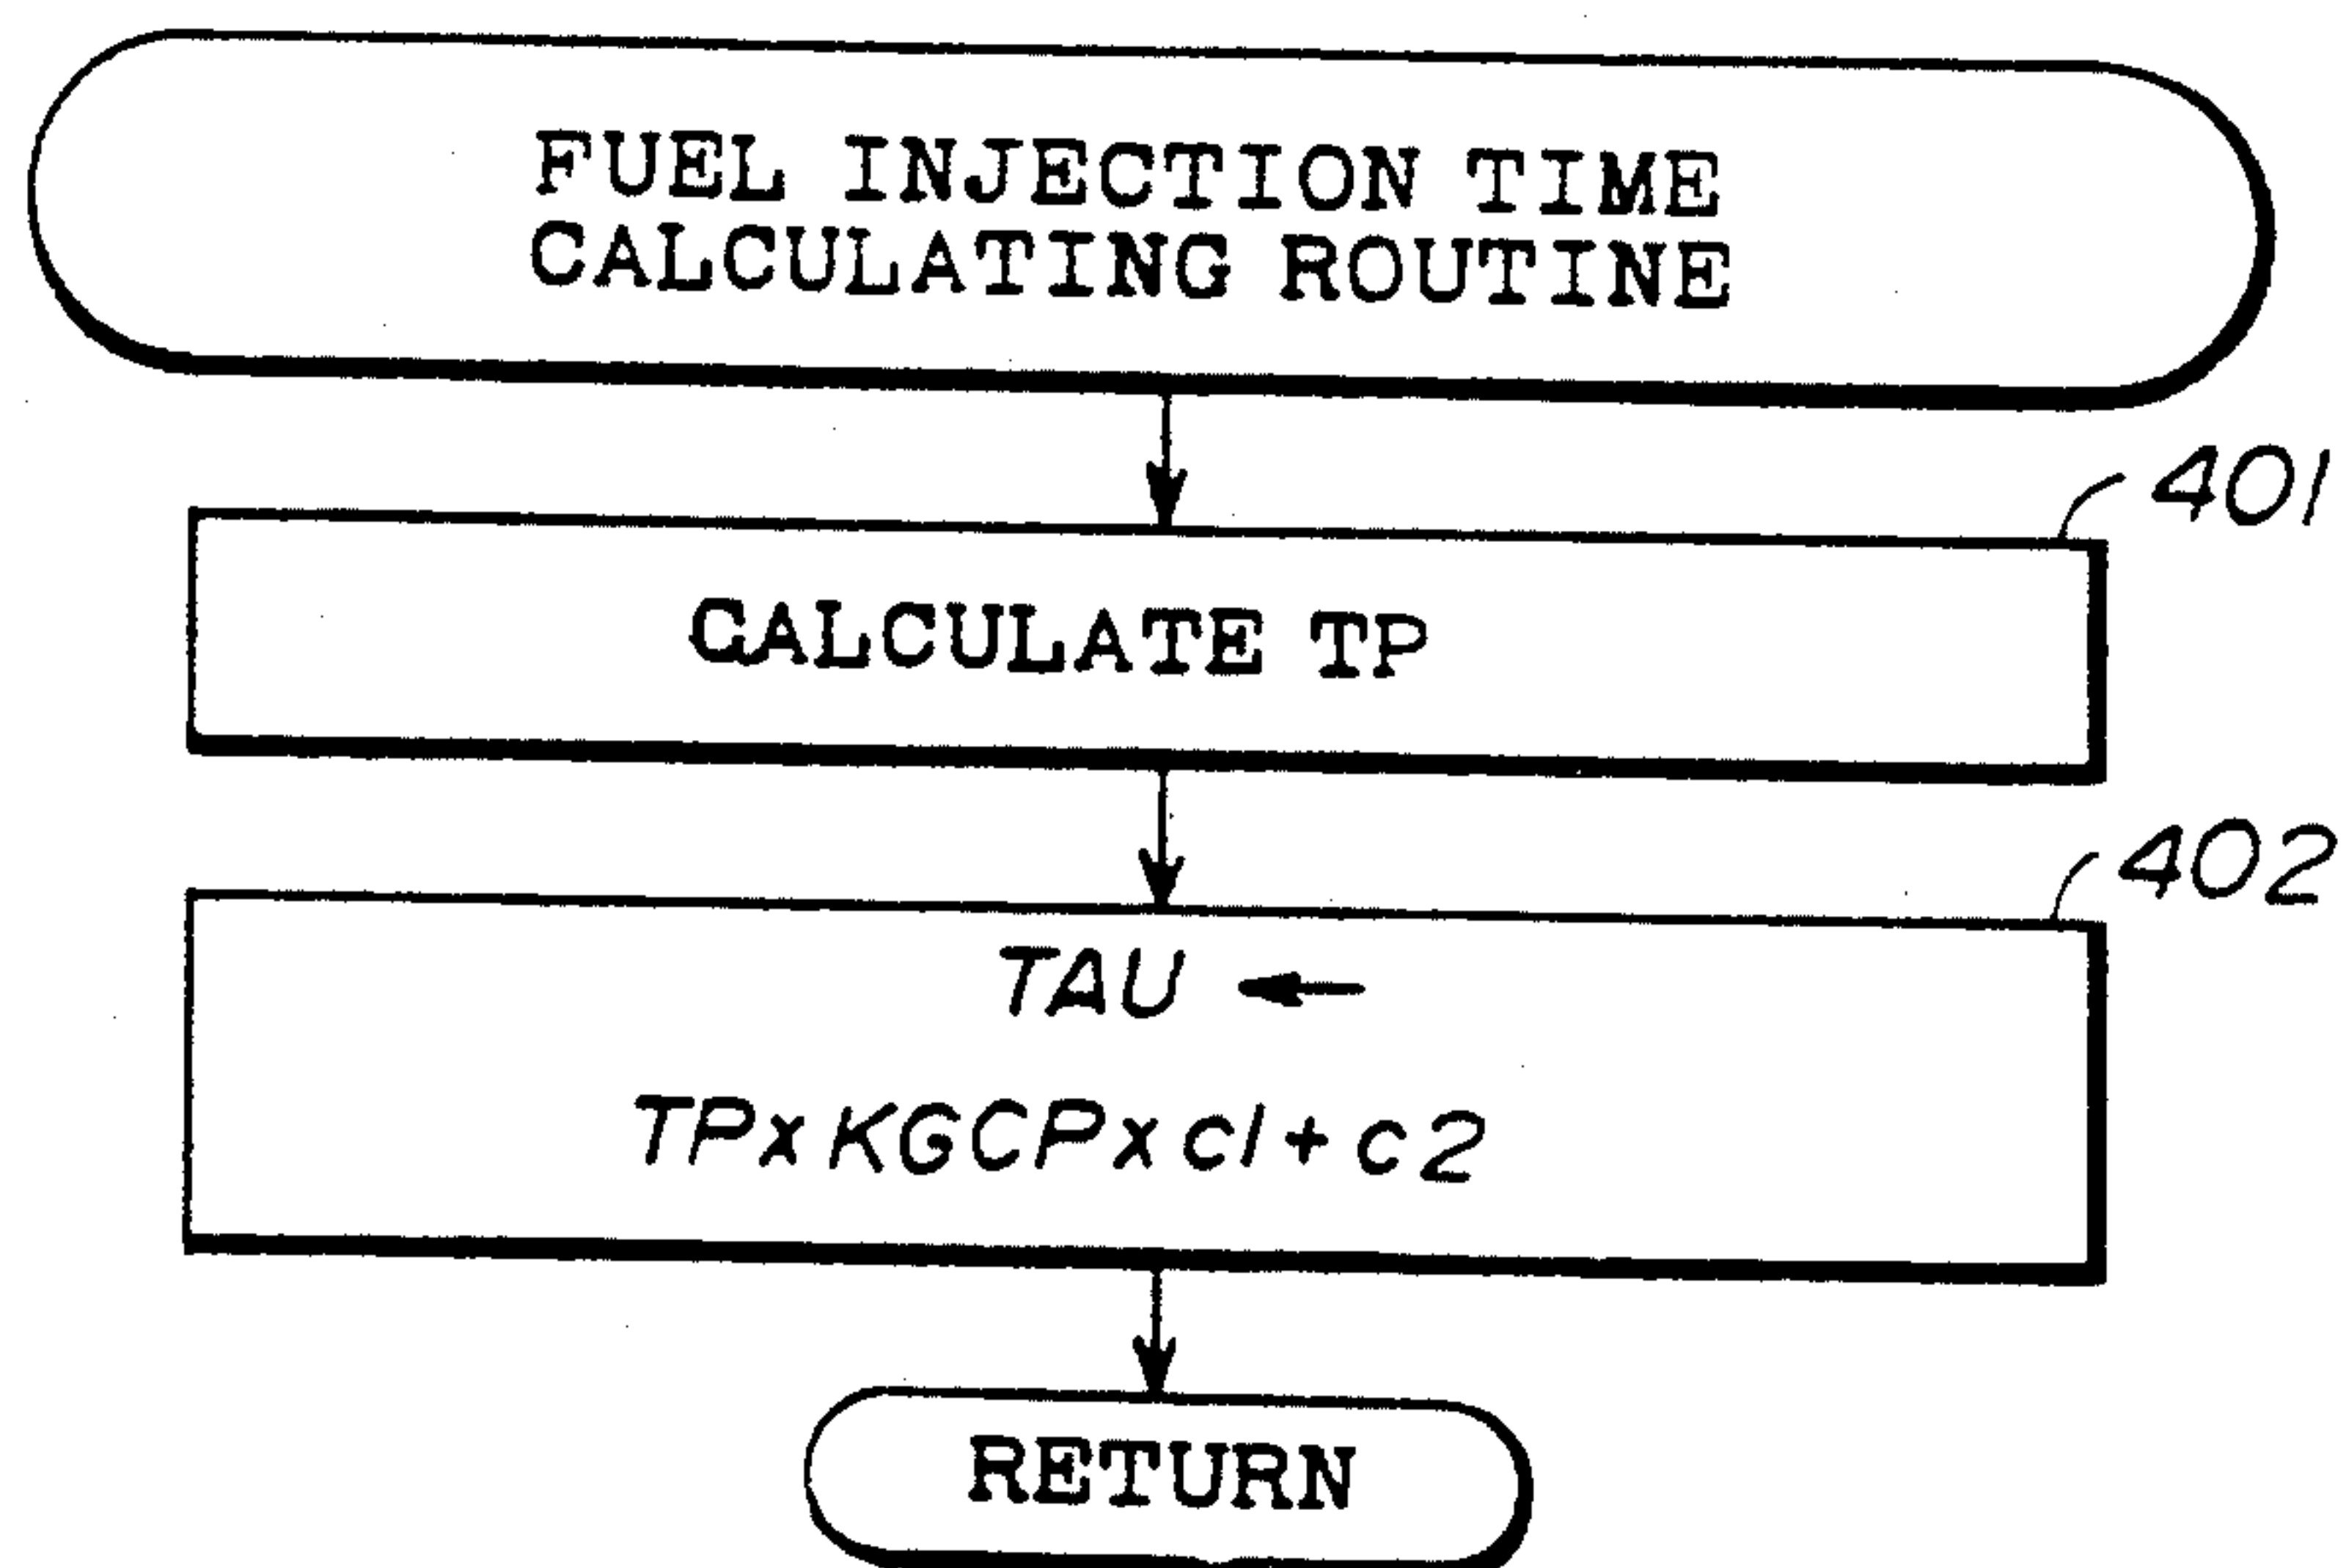 FUEL INJECTION TIME
CALCULATING ROUTINE
401
CALCULATE TP
402
TAU ←
TPxKGCPxc1+c2
RETURN